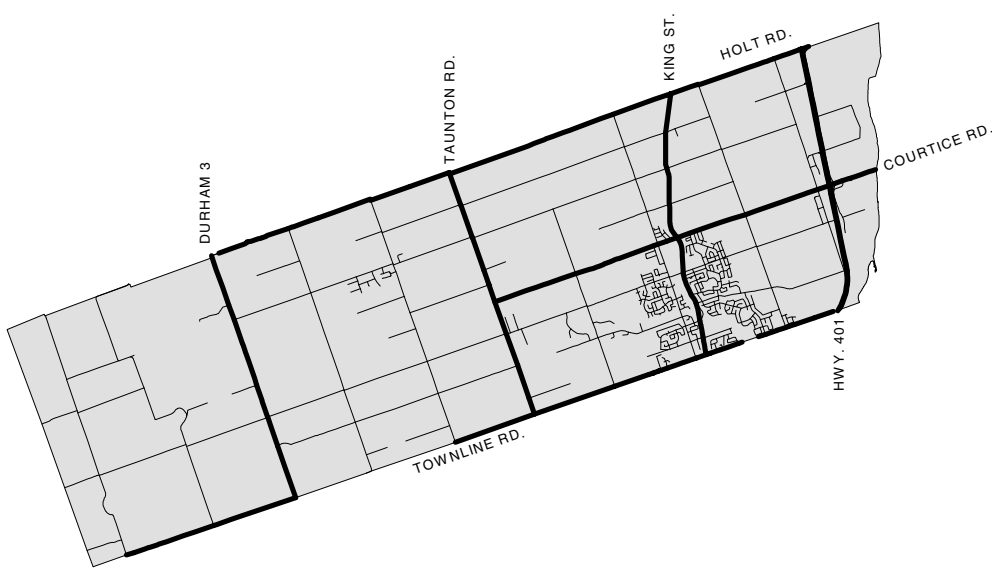 KING ST.
HOLT RD.
TAUNTON RD.
COURTICE RD.
DURHAM 3
HWY. 401
TOWNLINE RD.